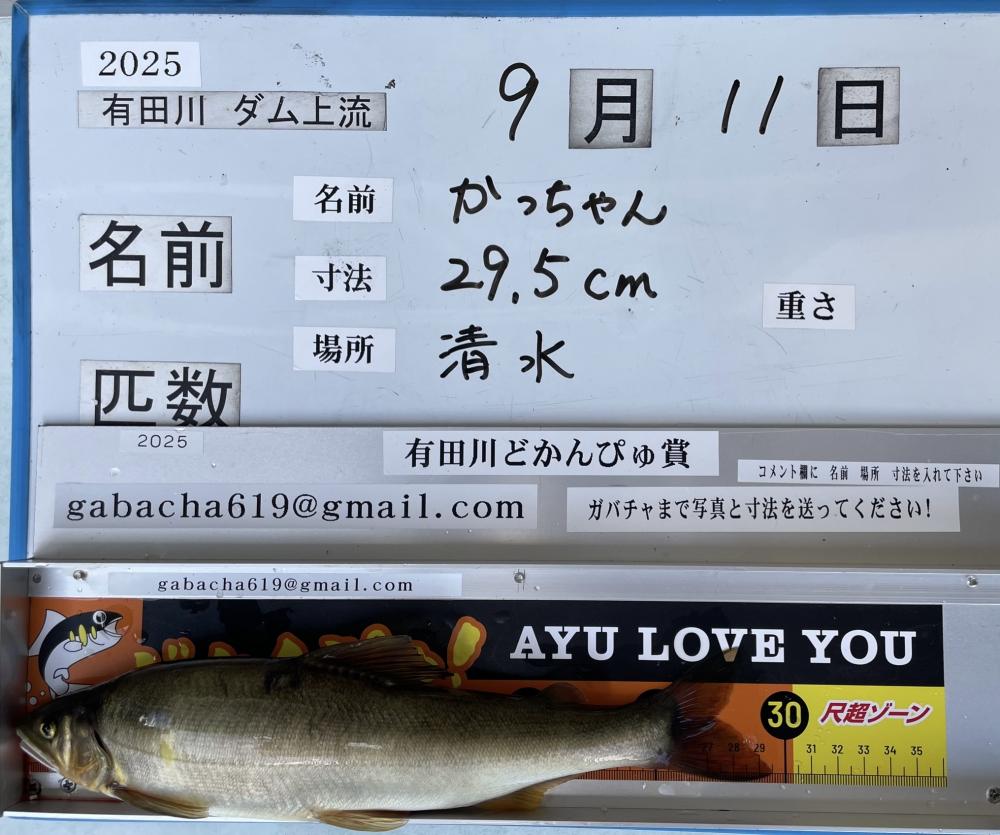 2025
有田川 ダム上流
9月11日
名前 かっちゃん
名前
寸法 29.5cm
重さ
場所 清水
匹数
2025
有田川どかんぴゅ賞
コメント欄に 名前 場所 寸法を入れて下さい
gabacha619@gmail.com
ガバチャまで写真と寸法を送ってください!
gabacha619@gmail.com
AYU LOVE YOU
30 尺超ゾーン
27 28 29 31 32 33 34 35